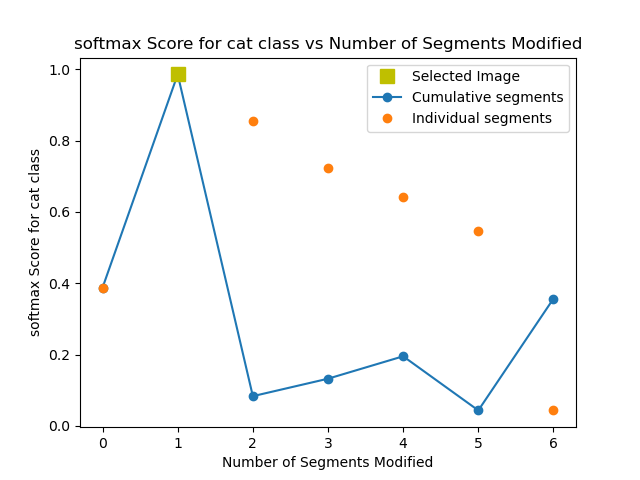 softmax Score for cat class vs Number of Segments Modified
1.0
0.8
0.6
0.4
0.2
0.0
softmax Score for cat class
Selected Image
Cumulative segments
Individual segments
0 1 2 3 4 5 6
Number of Segments Modified